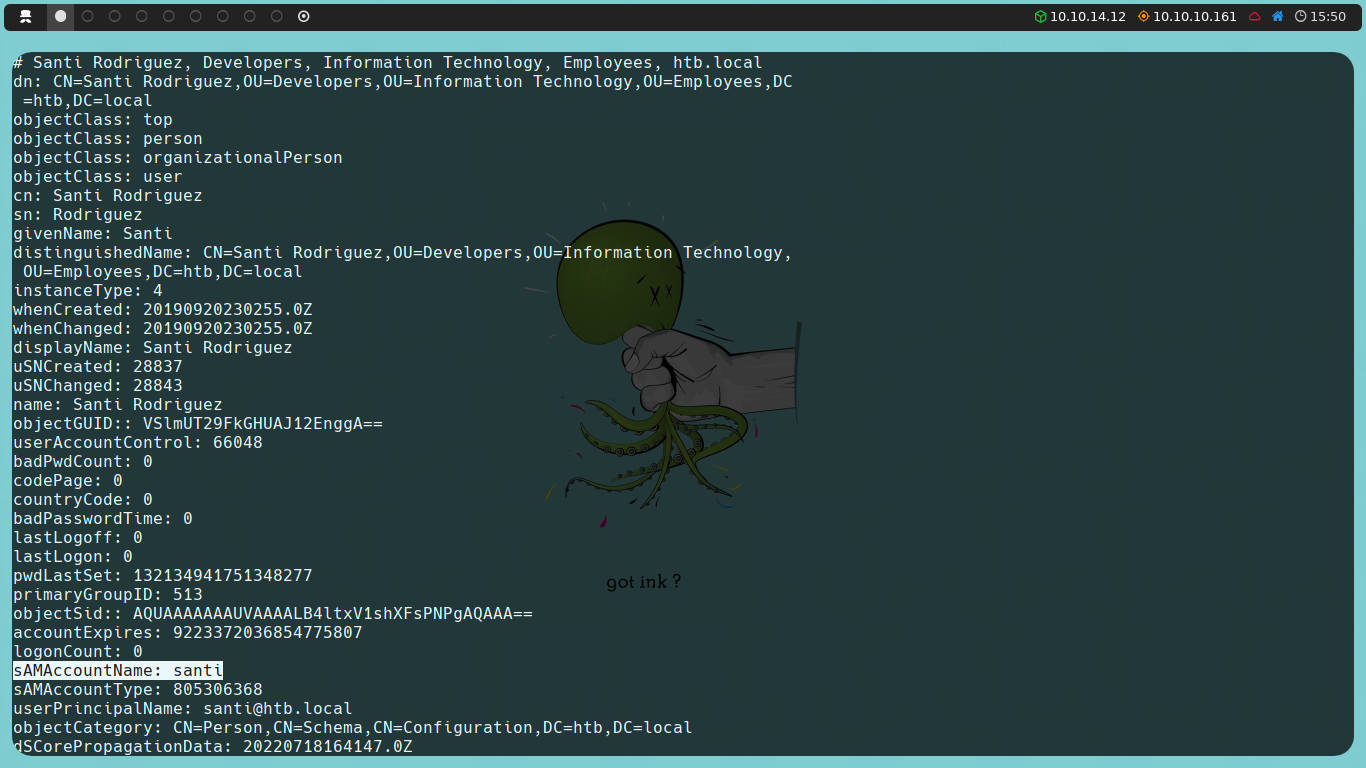 10.10.14.12 10.10.10.161 15:50
# Santi Rodriguez, Developers, Information Technology, Employees, htb.local
dn: CN=Santi Rodriguez,OU=Developers,OU=Information Technology,OU=Employees,DC
 =htb,DC=local
objectClass: top
objectClass: person
objectClass: organizationalPerson
objectClass: user
cn: Santi Rodriguez
sn: Rodriguez
givenName: Santi
distinguishedName: CN=Santi Rodriguez,OU=Developers,OU=Information Technology,
 OU=Employees,DC=htb,DC=local
instanceType: 4
whenCreated: 20190920230255.0Z
whenChanged: 20190920230255.0Z
displayName: Santi Rodriguez
uSNCreated: 28837
uSNChanged: 28843
name: Santi Rodriguez
objectGUID:: VSlmUT29FkGHUAJ12EnggA==
userAccountControl: 66048
badPwdCount: 0
codePage: 0
countryCode: 0
badPasswordTime: 0
lastLogoff: 0
lastLogon: 0
pwdLastSet: 132134941751348277
primaryGroupID: 513
objectSid:: AQUAAAAAAAUVAAAALB4ltxV1shXFsPNPgAQAAA==
accountExpires: 9223372036854775807
logonCount: 0
sAMAccountName: santi
sAMAccountType: 805306368
userPrincipalName: santi@htb.local
objectCategory: CN=Person,CN=Schema,CN=Configuration,DC=htb,DC=local
dSCorePropagationData: 20220718164147.0Z
got ink ?